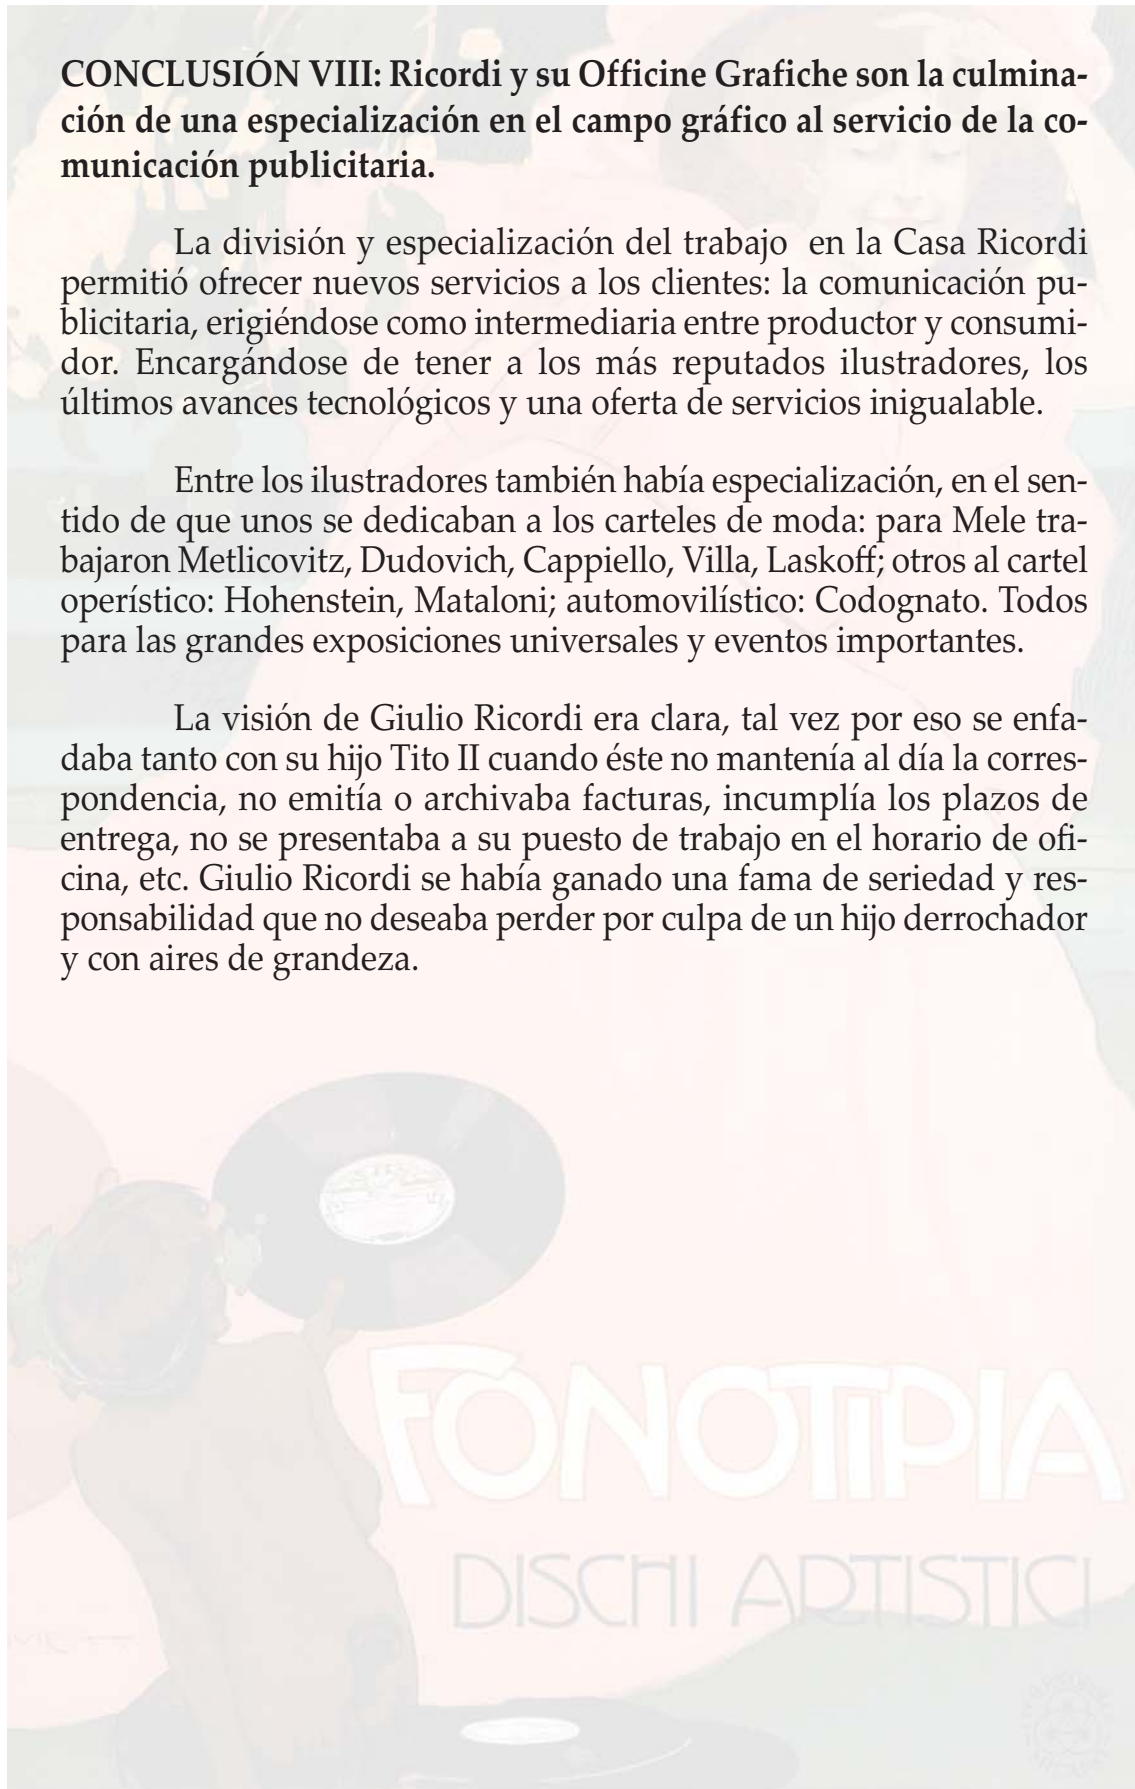 CONCLUSIÓN VIII: Ricordi y su Officine Grafiche son la culmina-
ción de una especialización en el campo gráfico al servicio de la co-
municación publicitaria.
La división y especialización del trabajo en la Casa Ricordi
permitió ofrecer nuevos servicios a los clientes: la comunicación pu-
blicitaria, erigiéndose como intermediaria entre productor y consumi-
dor. Encargándose de tener a los más reputados ilustradores, los
últimos avances tecnológicos y una oferta de servicios inigualable.
Entre los ilustradores también había especialización, en el sen-
tido de que unos se dedicaban a los carteles de moda: para Mele tra-
bajaron Metlicovitz, Dudovich, Cappiello, Villa, Laskoff; otros al cartel
operístico: Hohenstein, Mataloni; automovilístico: Codognato. Todos
para las grandes exposiciones universales y eventos importantes.
La visión de Giulio Ricordi era clara, tal vez por eso se enfa-
daba tanto con su hijo Tito II cuando éste no mantenía al día la corres-
pondencia, no emitía o archivaba facturas, incumplía los plazos de
entrega, no se presentaba a su puesto de trabajo en el horario de ofi-
cina, etc. Giulio Ricordi se había ganado una fama de seriedad y res-
ponsabilidad que no deseaba perder por culpa de un hijo derrochador
y con aires de grandeza.
FONOTIPIA
DISCHI ARTISTICI